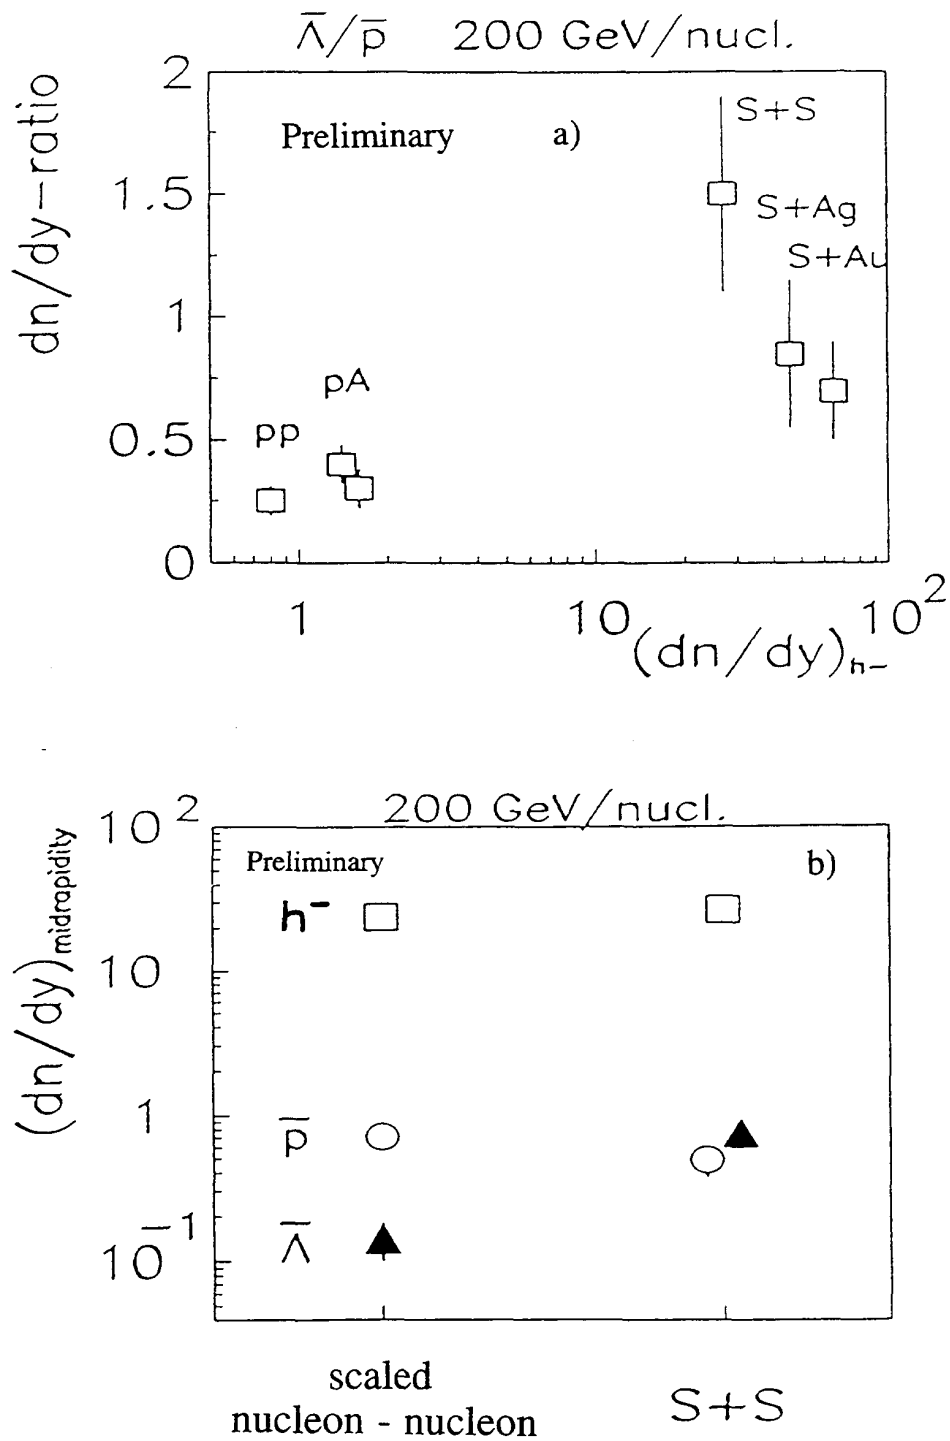 Λ̅/p̅ 200 GeV/nucl.
dn/dy-ratio
2
1.5
1
0.5
0
Preliminary a)
S+S
S+Ag
S+Au
pA
pp
1 10 10²
(dn/dy)h-
200 GeV/nucl.
(dn/dy)midrapidity
10²
10
1
10⁻¹
Preliminary b)
h⁻
p̅
Λ̅
scaled
nucleon - nucleon
S+S